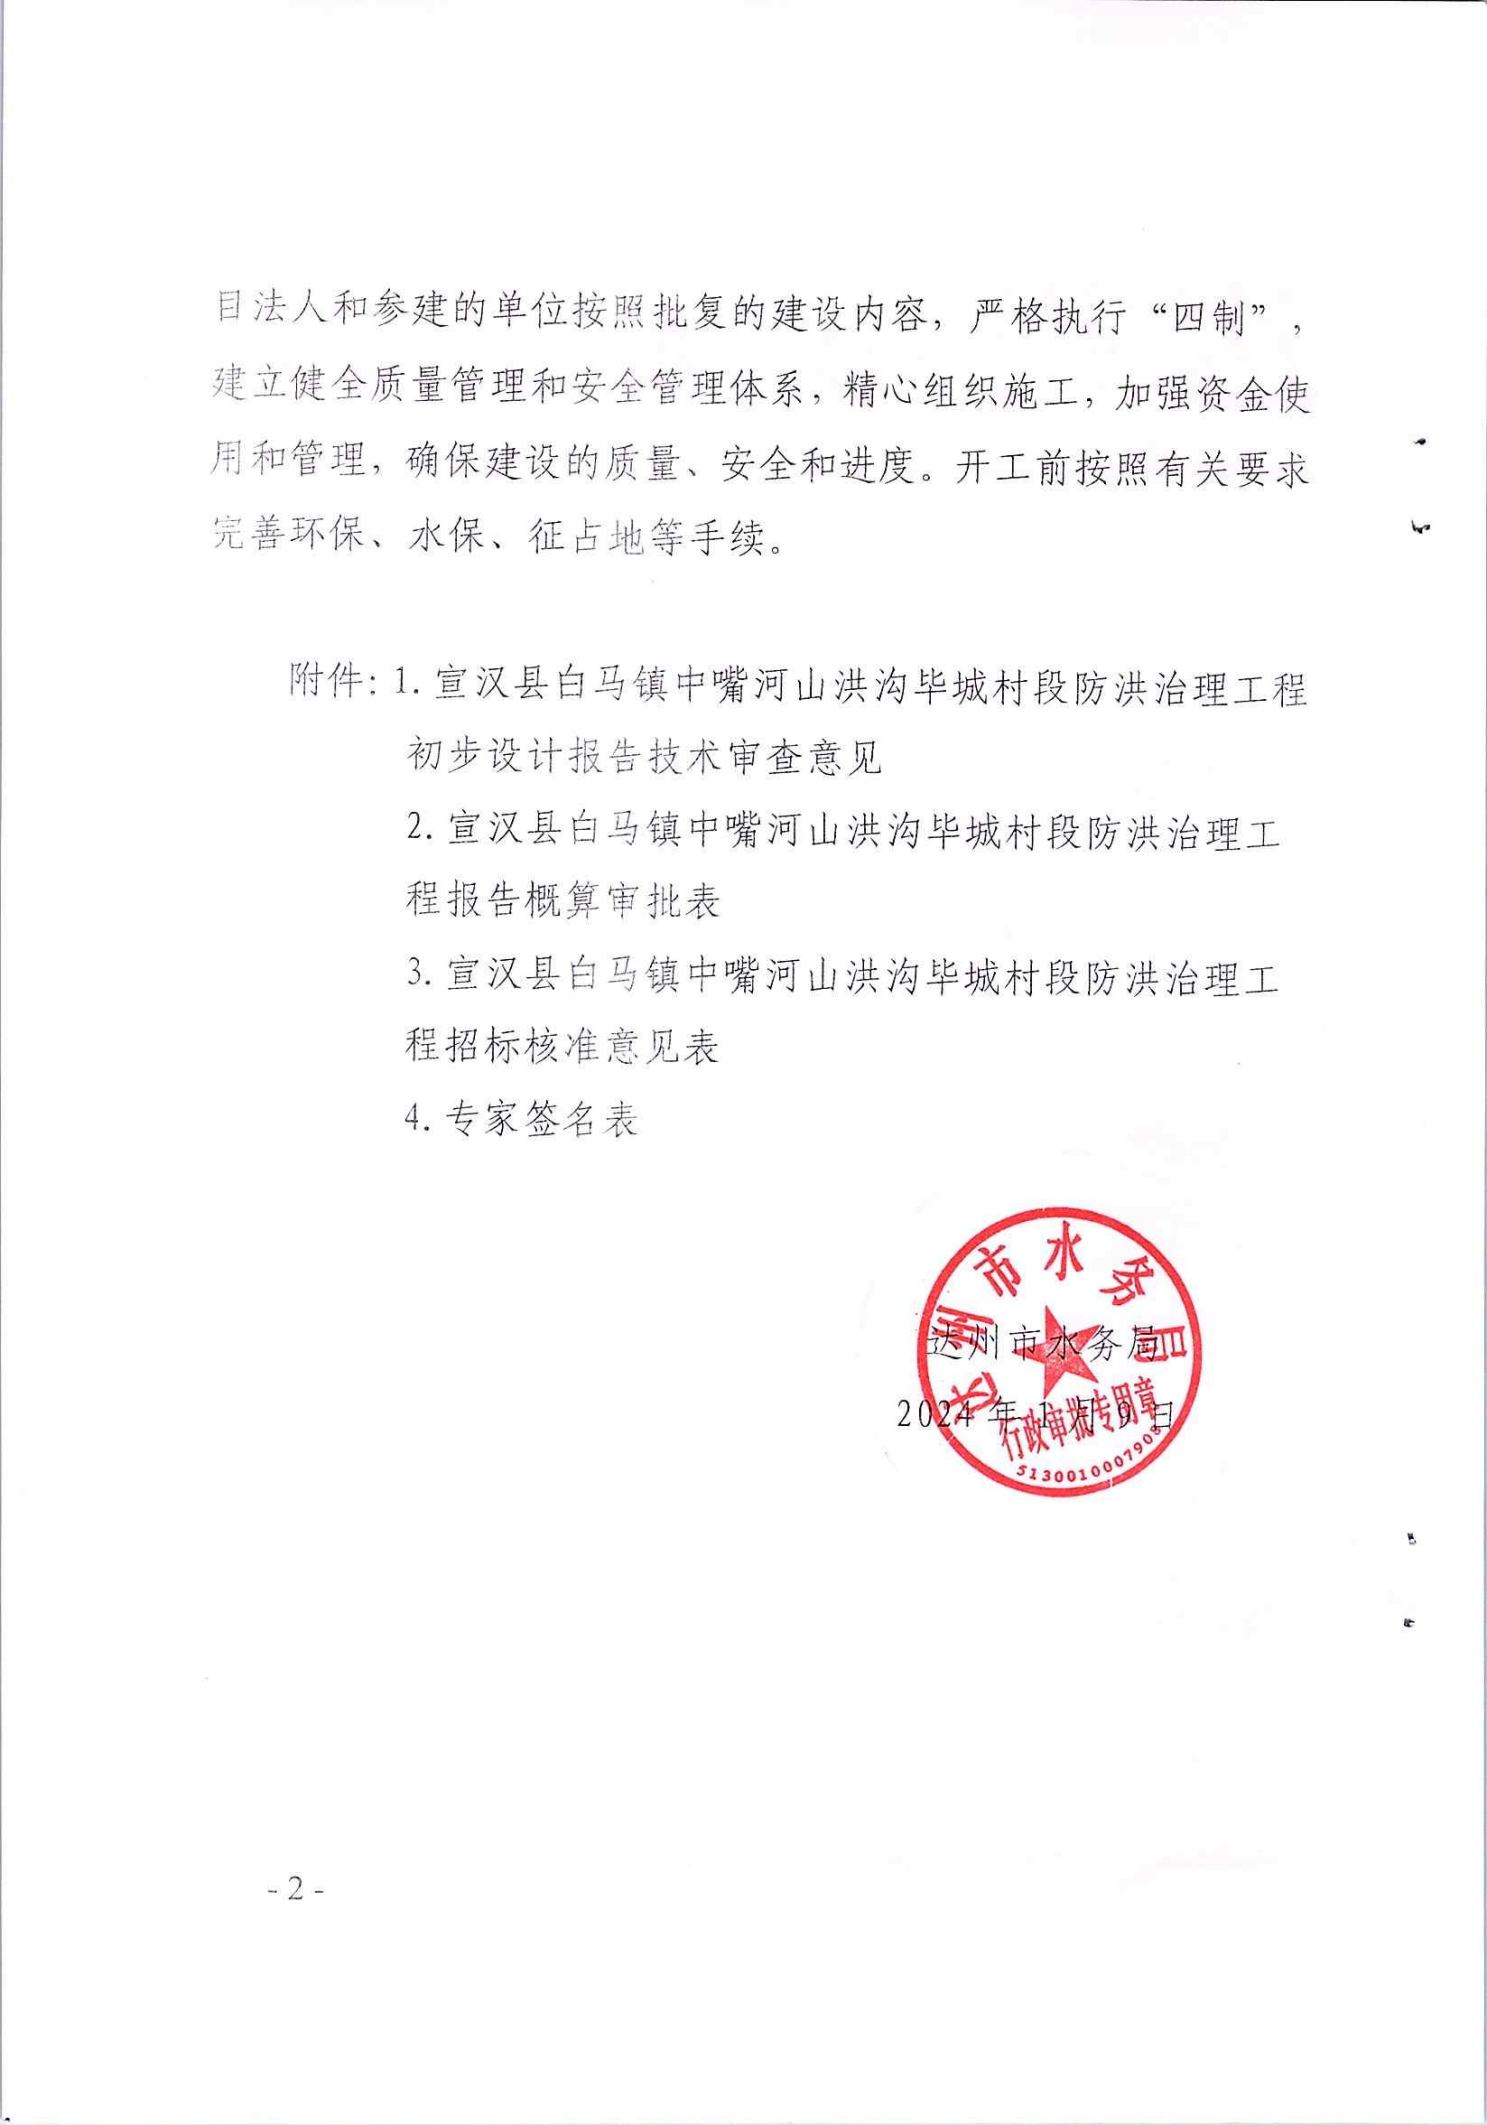 目法人和参建的单位按照批复的建设内容，严格执行“四制”，
建立健全质量管理和安全管理体系，精心组织施工，加强资金使
用和管理，确保建设的质量、安全和进度。开工前按照有关要求
完善环保、水保、征占地等手续。
附件：1. 宣汉县白马镇中嘴河山洪沟毕城村段防洪治理工程
初步设计报告技术审查意见
2. 宣汉县白马镇中嘴河山洪沟毕城村段防洪治理工
程报告概算审批表
3. 宣汉县白马镇中嘴河山洪沟毕城村段防洪治理工
程招标核准意见表
4. 专家签名表
达州市水务局
达州市水务局
2024 年 1 月 9 日
行政审批专用章
5130010007908
- 2 -